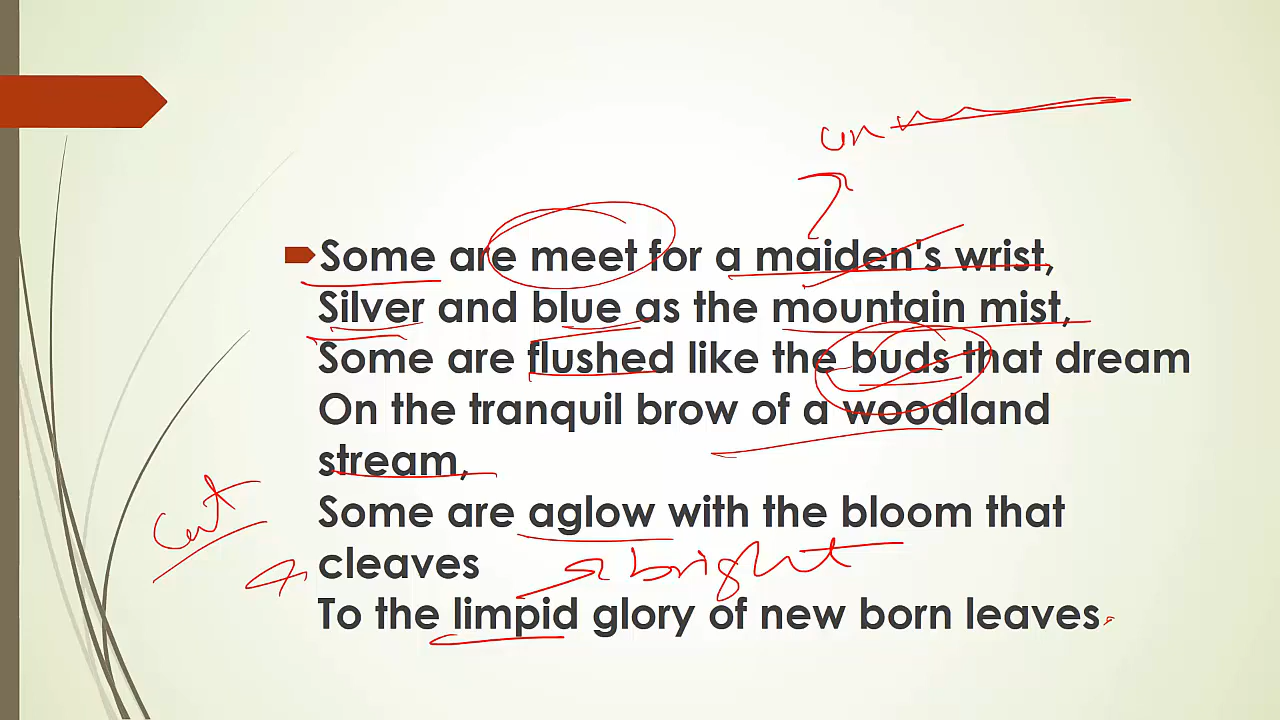 un
Some are meet for a maiden's wrist,
Silver and blue as the mountain mist,
Some are flushed like the buds that dream
On the tranquil brow of a woodland
stream,
Some are aglow with the bloom that
cleaves
bright
To the limpid glory of new born leaves.